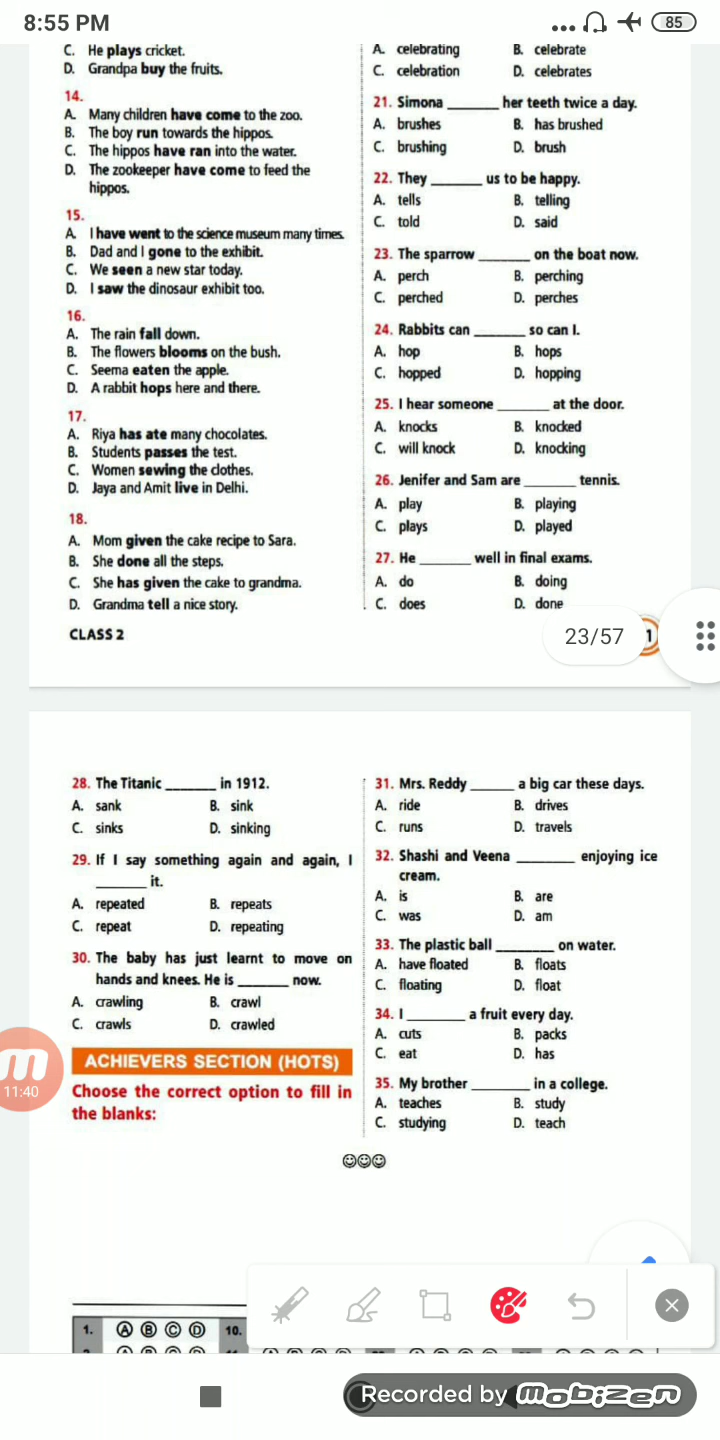 8:55 PM
85
C. He plays cricket.
D. Grandpa buy the fruits.
14.
A. Many children have come to the zoo.
B. The boy run towards the hippos.
C. The hippos have ran into the water.
D. The zookeeper have come to feed the
hippos.
15.
A. I have went to the science museum many times.
B. Dad and I gone to the exhibit.
C. We seen a new star today.
D. I saw the dinosaur exhibit too.
16.
A. The rain fall down.
B. The flowers blooms on the bush.
C. Seema eaten the apple.
D. A rabbit hops here and there.
17.
A. Riya has ate many chocolates.
B. Students passes the test.
C. Women sewing the clothes.
D. Jaya and Amit live in Delhi.
18.
A. Mom given the cake recipe to Sara.
B. She done all the steps.
C. She has given the cake to grandma.
D. Grandma tell a nice story.
CLASS 2
A. celebrating B. celebrate
C. celebration D. celebrates
21. Simona _______ her teeth twice a day.
A. brushes B. has brushed
C. brushing D. brush
22. They _______ us to be happy.
A. tells B. telling
C. told D. said
23. The sparrow _______ on the boat now.
A. perch B. perching
C. perched D. perches
24. Rabbits can _______ so can I.
A. hop B. hops
C. hopped D. hopping
25. I hear someone _______ at the door.
A. knocks B. knocked
C. will knock D. knocking
26. Jenifer and Sam are _______ tennis.
A. play B. playing
C. plays D. played
27. He _______ well in final exams.
A. do B. doing
C. does D. done
23/57
1
28. The Titanic _______ in 1912.
A. sank B. sink
C. sinks D. sinking
29. If I say something again and again, I
_______ it.
A. repeated B. repeats
C. repeat D. repeating
30. The baby has just learnt to move on
hands and knees. He is _______ now.
A. crawling B. crawl
C. crawls D. crawled
ACHIEVERS SECTION (HOTS)
Choose the correct option to fill in
the blanks:
31. Mrs. Reddy ______ a big car these days.
A. ride B. drives
C. runs D. travels
32. Shashi and Veena ________ enjoying ice
cream.
A. is B. are
C. was D. am
33. The plastic ball ________ on water.
A. have floated B. floats
C. floating D. float
34. I ________ a fruit every day.
A. cuts B. packs
C. eat D. has
35. My brother ________ in a college.
A. teaches B. study
C. studying D. teach
m
11:40
1. A B C D 10.
Recorded by mobizen